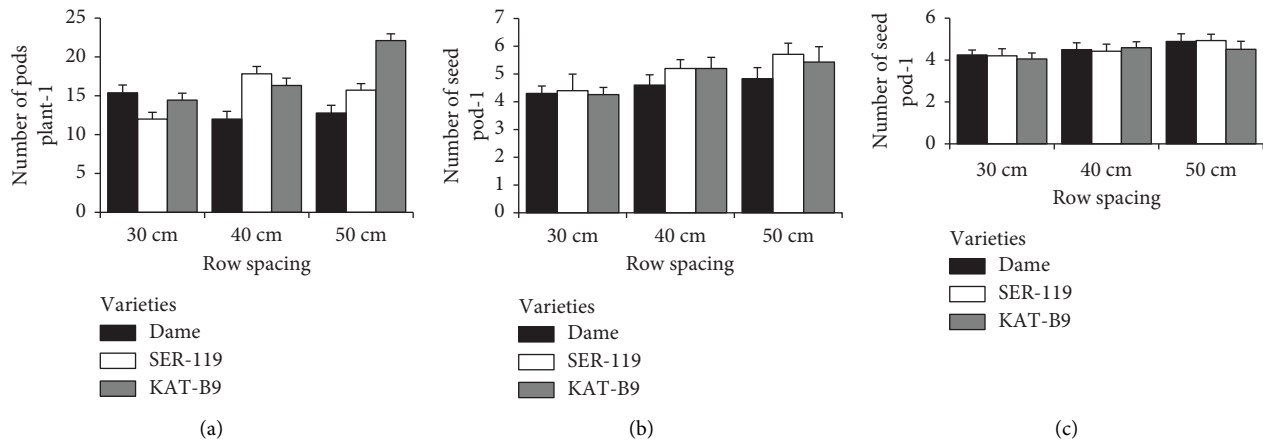 Number of pods
plant-1
25
20
15
10
5
0
30 cm
40 cm
50 cm
Row spacing
Varieties
Dame
SER-119
KAT-B9
(a)
Number of seed
pod-1
7
6
5
4
3
2
1
0
30 cm
40 cm
50 cm
Row spacing
Varieties
Dame
SER-119
KAT-B9
(b)
Number of seed
pod-1
6
4
2
0
30 cm
40 cm
50 cm
Row spacing
Varieties
Dame
SER-119
KAT-B9
(c)